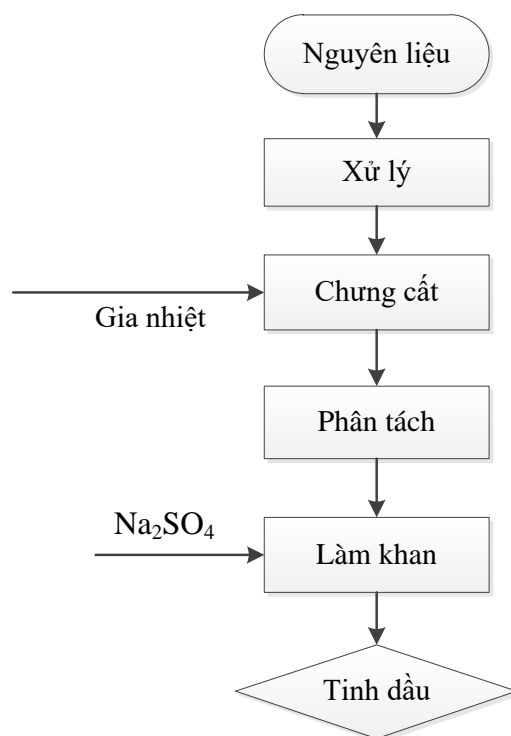 Nguyên liệu
Xử lý
Chưng cất
Gia nhiệt
Phân tách
Na₂SO₄
Làm khan
Tinh dầu